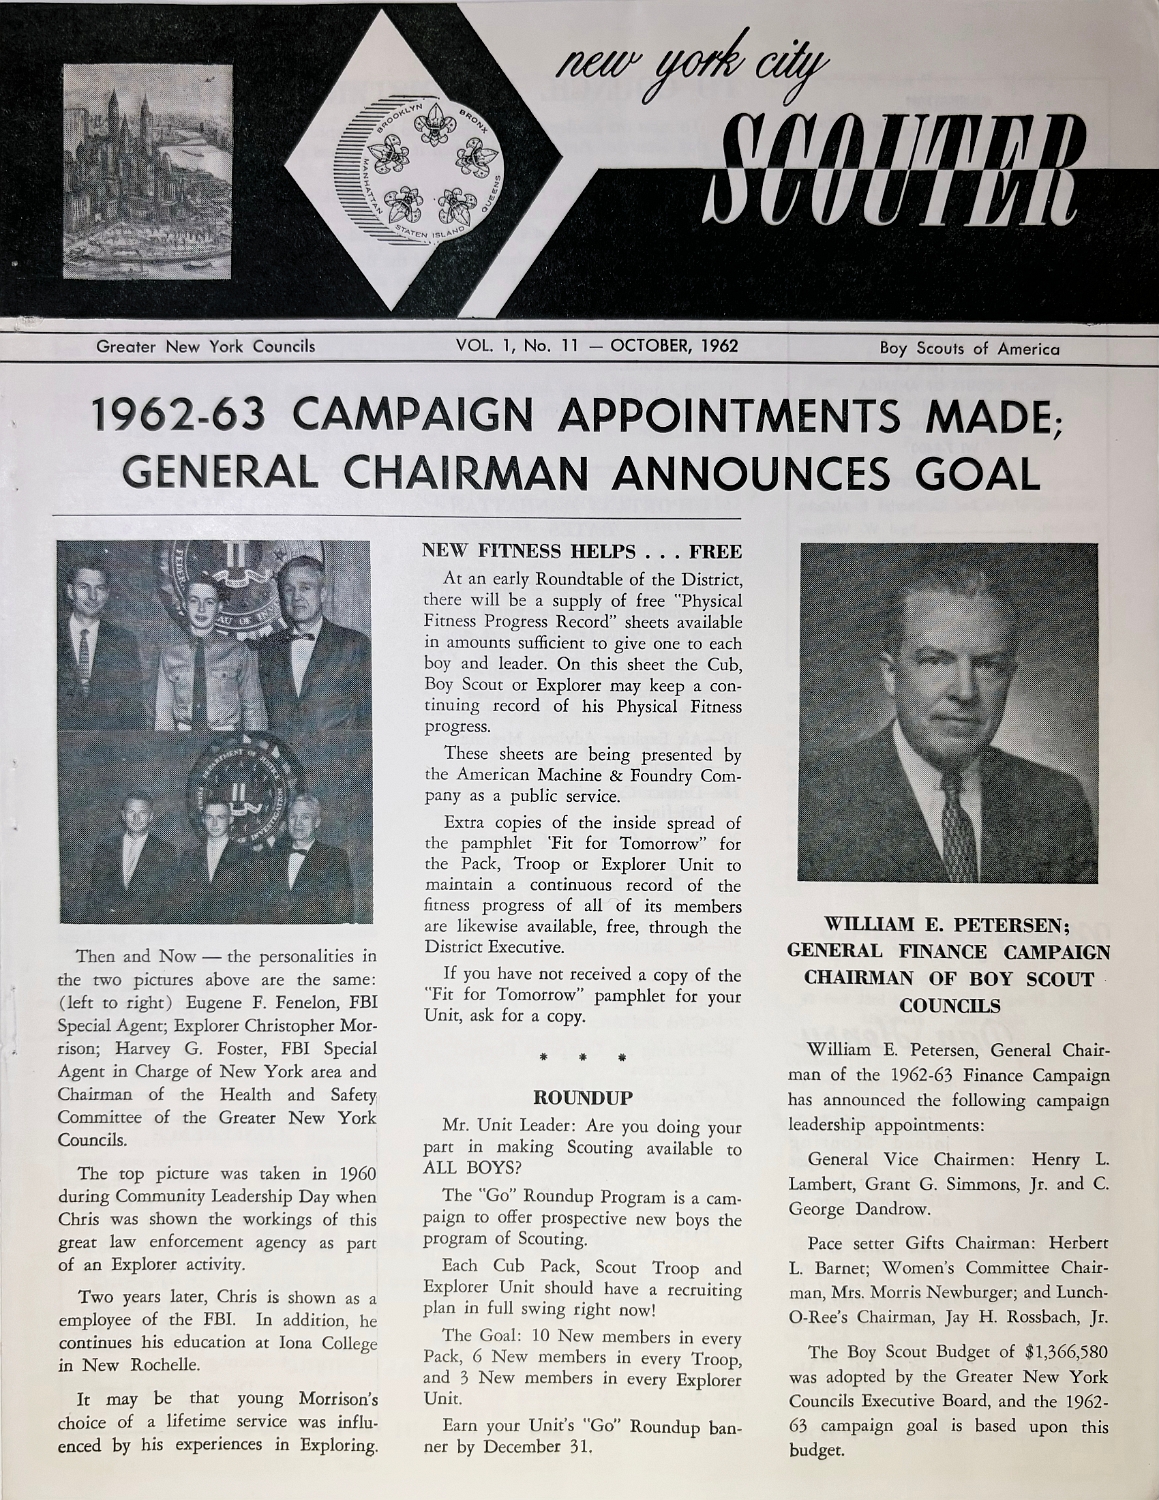 new york city
SCOUTER
BROOKLYN
BRONX
MANHATTAN
QUEENS
STATEN ISLAND
Greater New York Councils
VOL. 1, No. 11 — OCTOBER, 1962
Boy Scouts of America
1962-63 CAMPAIGN APPOINTMENTS MADE;
GENERAL CHAIRMAN ANNOUNCES GOAL
Then and Now — the personalities in
the two pictures above are the same:
(left to right) Eugene F. Fenelon, FBI
Special Agent; Explorer Christopher Mor-
rison; Harvey G. Foster, FBI Special
Agent in Charge of New York area and
Chairman of the Health and Safety
Committee of the Greater New York
Councils.
The top picture was taken in 1960
during Community Leadership Day when
Chris was shown the workings of this
great law enforcement agency as part
of an Explorer activity.
Two years later, Chris is shown as a
employee of the FBI. In addition, he
continues his education at Iona College
in New Rochelle.
It may be that young Morrison's
choice of a lifetime service was influ-
enced by his experiences in Exploring.
NEW FITNESS HELPS . . . FREE
At an early Roundtable of the District,
there will be a supply of free "Physical
Fitness Progress Record" sheets available
in amounts sufficient to give one to each
boy and leader. On this sheet the Cub,
Boy Scout or Explorer may keep a con-
tinuing record of his Physical Fitness
progress.
These sheets are being presented by
the American Machine & Foundry Com-
pany as a public service.
Extra copies of the inside spread of
the pamphlet 'Fit for Tomorrow" for
the Pack, Troop or Explorer Unit to
maintain a continuous record of the
fitness progress of all of its members
are likewise available, free, through the
District Executive.
If you have not received a copy of the
"Fit for Tomorrow" pamphlet for your
Unit, ask for a copy.
* * *
ROUNDUP
Mr. Unit Leader: Are you doing your
part in making Scouting available to
ALL BOYS?
The "Go" Roundup Program is a cam-
paign to offer prospective new boys the
program of Scouting.
Each Cub Pack, Scout Troop and
Explorer Unit should have a recruiting
plan in full swing right now!
The Goal: 10 New members in every
Pack, 6 New members in every Troop,
and 3 New members in every Explorer
Unit.
Earn your Unit's "Go" Roundup ban-
ner by December 31.
WILLIAM E. PETERSEN;
GENERAL FINANCE CAMPAIGN
CHAIRMAN OF BOY SCOUT
COUNCILS
William E. Petersen, General Chair-
man of the 1962-63 Finance Campaign
has announced the following campaign
leadership appointments:
General Vice Chairmen: Henry L.
Lambert, Grant G. Simmons, Jr. and C.
George Dandrow.
Pace setter Gifts Chairman: Herbert
L. Barnet; Women's Committee Chair-
man, Mrs. Morris Newburger; and Lunch-
O-Ree's Chairman, Jay H. Rossbach, Jr.
The Boy Scout Budget of $1,366,580
was adopted by the Greater New York
Councils Executive Board, and the 1962-
63 campaign goal is based upon this
budget.